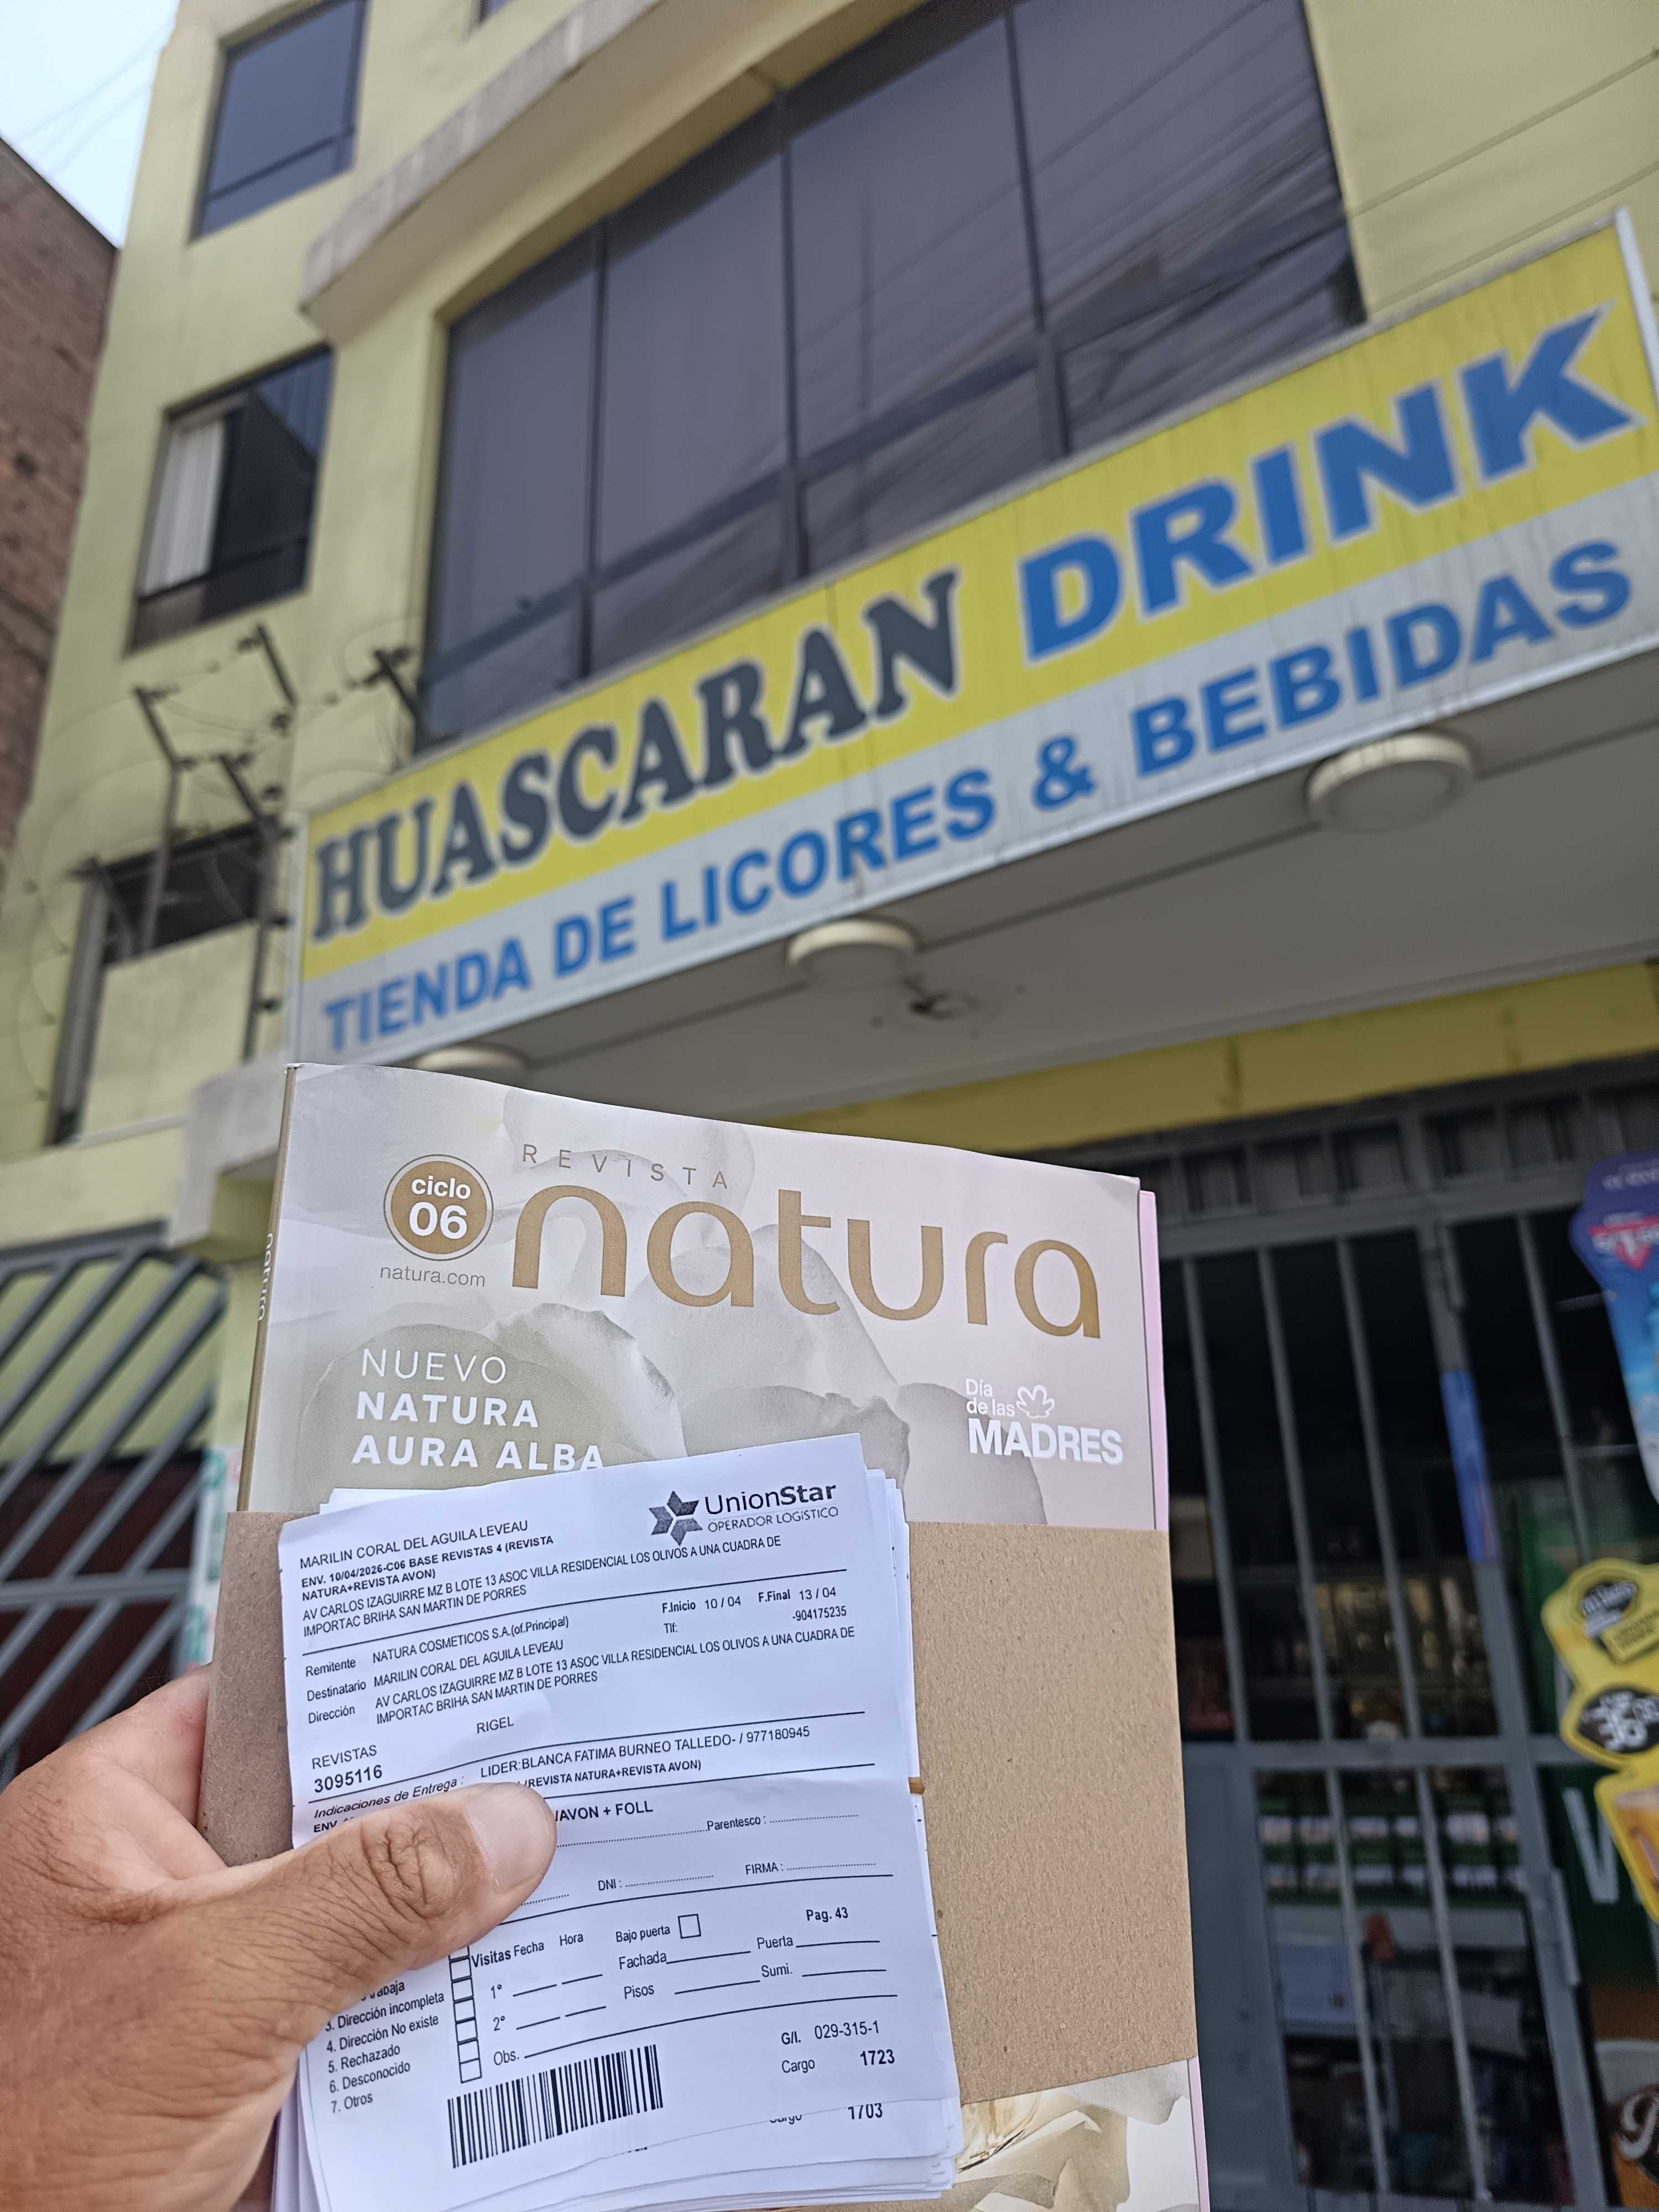 HUASCARAN DRINK
TIENDA DE LICORES & BEBIDAS
REVISTA
ciclo
06
natura
natura.com
natura
NUEVO
NATURA
AURA ALBA
Día
de las
MADRES
UnionStar
OPERADOR LOGÍSTICO
MARILIN CORAL DEL AGUILA LEVEAU
ENV. 10/04/2026-C06 BASE REVISTAS 4 (REVISTA
NATURA+REVISTA AVON)
AV CARLOS IZAGUIRRE MZ B LOTE 13 ASOC VILLA RESIDENCIAL LOS OLIVOS A UNA CUADRA DE
IMPORTAC BRIHA SAN MARTIN DE PORRES
F.Inicio 10 / 04 F.Final 13 / 04
Remitente NATURA COSMETICOS S.A.(of.Principal) Tlf: -904175235
Destinatario MARILIN CORAL DEL AGUILA LEVEAU
Dirección AV CARLOS IZAGUIRRE MZ B LOTE 13 ASOC VILLA RESIDENCIAL LOS OLIVOS A UNA CUADRA DE
IMPORTAC BRIHA SAN MARTIN DE PORRES
RIGEL
REVISTAS
3095116
Indicaciones de Entrega : LIDER:BLANCA FATIMA BURNEO TALLEDO- / 977180945
ENV. (REVISTA NATURA+REVISTA AVON)
/AVON + FOLL
Parentesco :
DNI : FIRMA :
Visitas Fecha Hora Bajo puerta Pag. 43
1° Fachada Puerta
2° Pisos Sumi.
3. Dirección incompleta
4. Dirección No existe
5. Rechazado
6. Desconocido
7. Otros
Obs.
G/I. 029-315-1
Cargo 1723
Cargo 1703